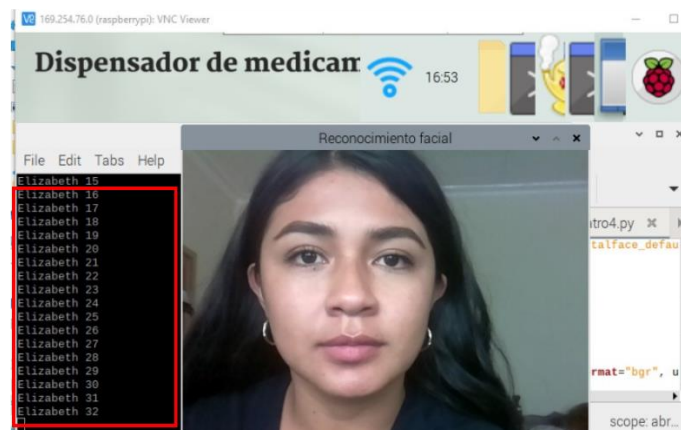 169.254.76.0 (raspberrypi): VNC Viewer
Dispensador de medicam
16:53
Reconocimiento facial
File Edit Tabs Help
Elizabeth 15
Elizabeth 16
Elizabeth 17
Elizabeth 18
Elizabeth 19
Elizabeth 20
Elizabeth 21
Elizabeth 22
Elizabeth 23
Elizabeth 24
Elizabeth 25
Elizabeth 26
Elizabeth 27
Elizabeth 28
Elizabeth 29
Elizabeth 30
Elizabeth 31
Elizabeth 32
tro4.py
talface_defau
rmat="bgr", u
scope: abr...